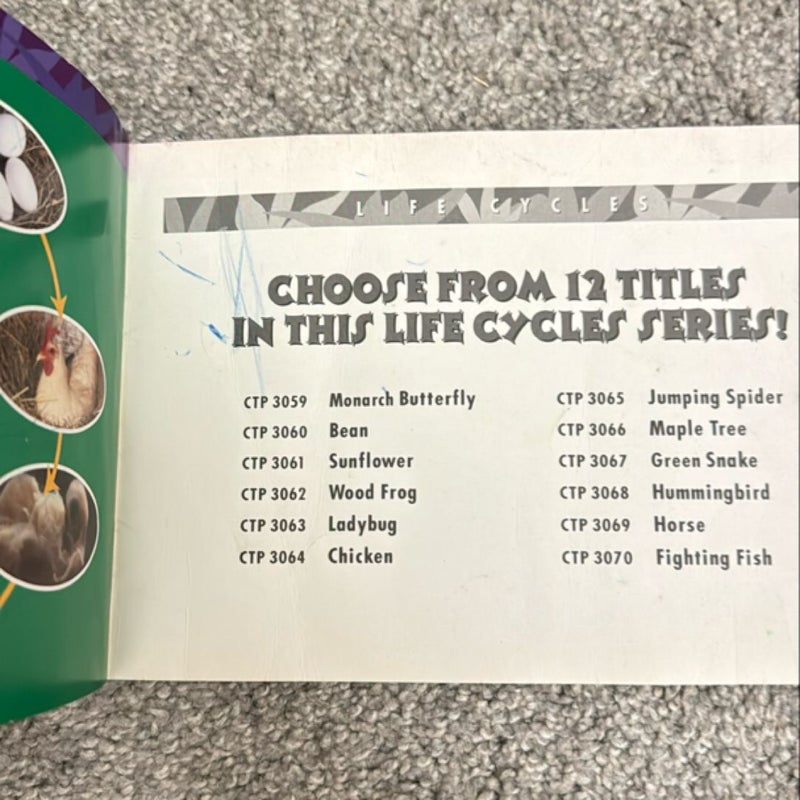 LIFE CYCLES
CHOOSE FROM 12 TITLES
IN THIS LIFE CYCLES SERIES!
CTP 3059 Monarch Butterfly
CTP 3060 Bean
CTP 3061 Sunflower
CTP 3062 Wood Frog
CTP 3063 Ladybug
CTP 3064 Chicken
CTP 3065 Jumping Spider
CTP 3066 Maple Tree
CTP 3067 Green Snake
CTP 3068 Hummingbird
CTP 3069 Horse
CTP 3070 Fighting Fish